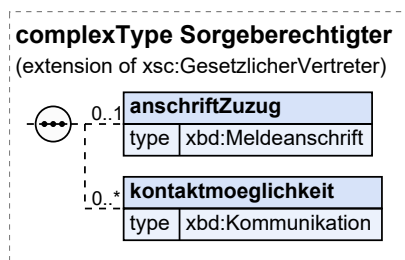 complexType Sorgeberechtigter
(extension of xsc:GesetzlicherVertreter)
0..1 anschriftZuzug
type xbd:Meldeanschrift
0..* kontaktmoeglichkeit
type xbd:Kommunikation